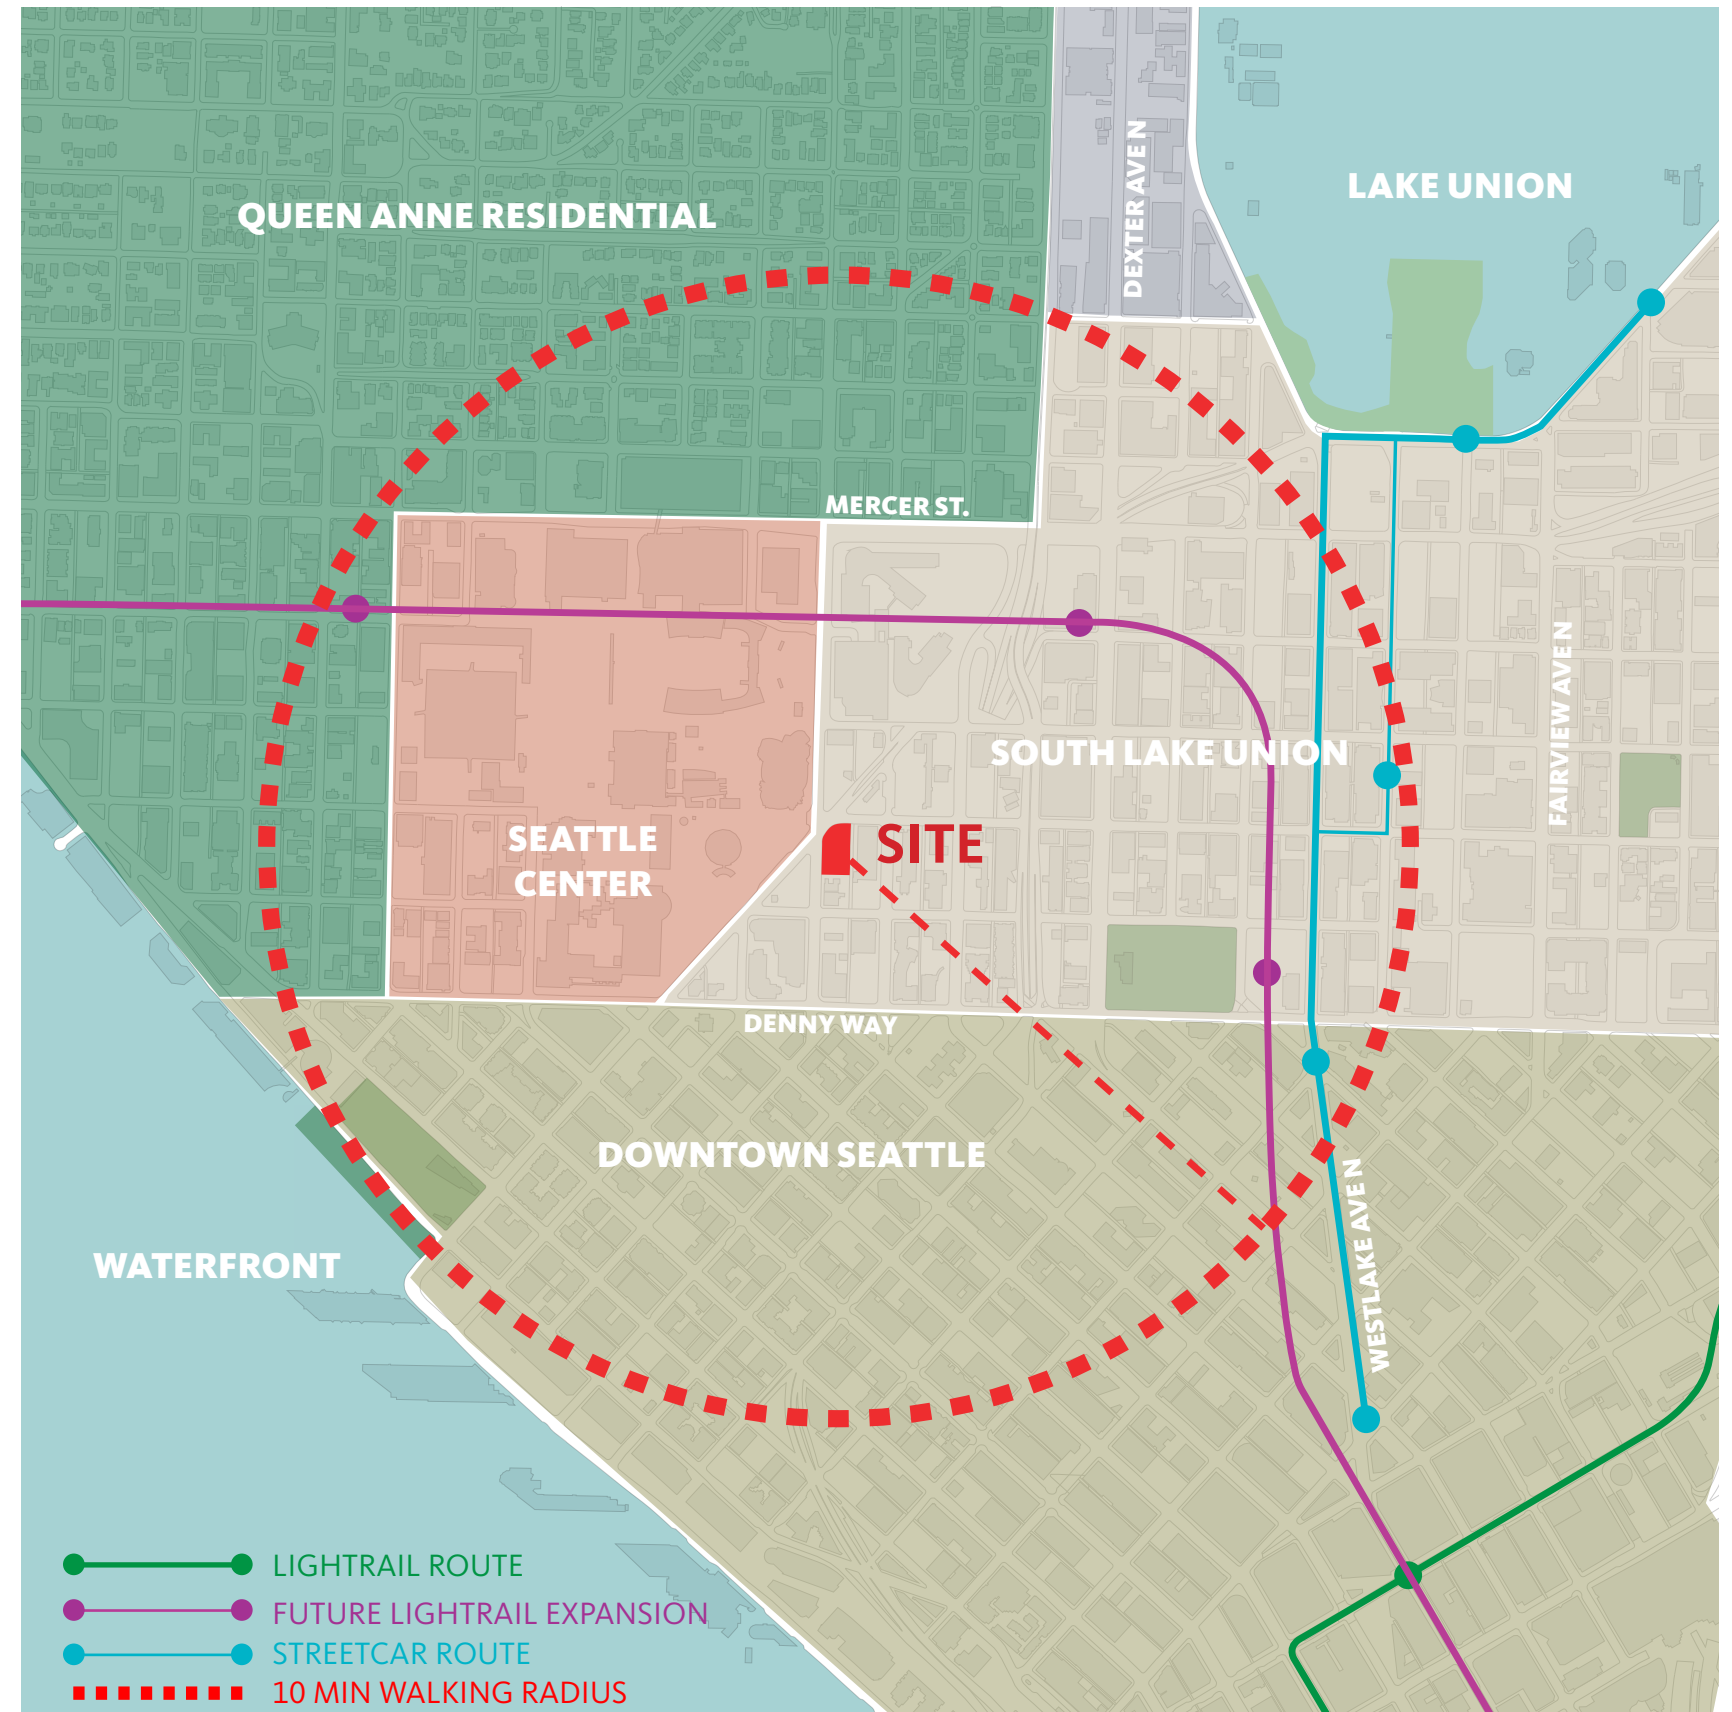 DEXTER AVE N
LAKE UNION
QUEEN ANNE RESIDENTIAL
MERCER ST.
FAIRVIEW AVE N
SOUTH LAKE UNION
SITE
SEATTLE
CENTER
DENNY WAY
DOWNTOWN SEATTLE
WESTLAKE AVE N
WATERFRONT
LIGHTRAIL ROUTE
FUTURE LIGHTRAIL EXPANSION
STREETCAR ROUTE
10 MIN WALKING RADIUS